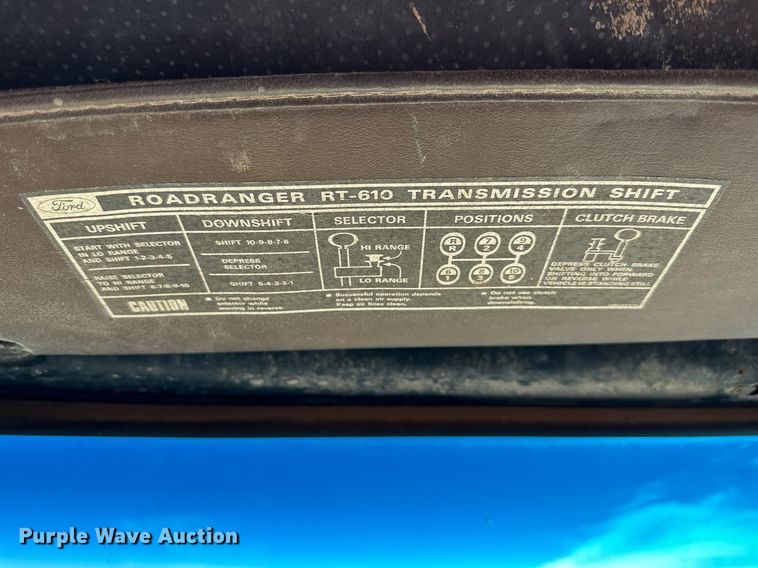 Ford
ROADRANGER RT-610 TRANSMISSION SHIFT
UPSHIFT
START WITH SELECTOR
IN LO RANGE
AND SHIFT 1-2-3-4-5
RAISE SELECTOR
TO HI RANGE
AND SHIFT 6-7-8-9-10
DOWNSHIFT
SHIFT 10-9-8-7-6
DEPRESS
SELECTOR
SHIFT 5-4-3-2-1
SELECTOR
HI RANGE
LO RANGE
POSITIONS
R 7 9
R 2
6 8 10
1 3
CLUTCH BRAKE
DEPRESS CLUTCH BRAKE
VALVE ONLY WHEN
SHIFTING INTO FORWARD
OR REVERSE WHILE
VEHICLE IS STANDING STILL
CAUTION
Do not change
selector while
moving in reverse
Successful operation depends
on a clean air supply.
Keep air lines clean.
Do not use clutch
brake when
downshifting.
Purple Wave Auction